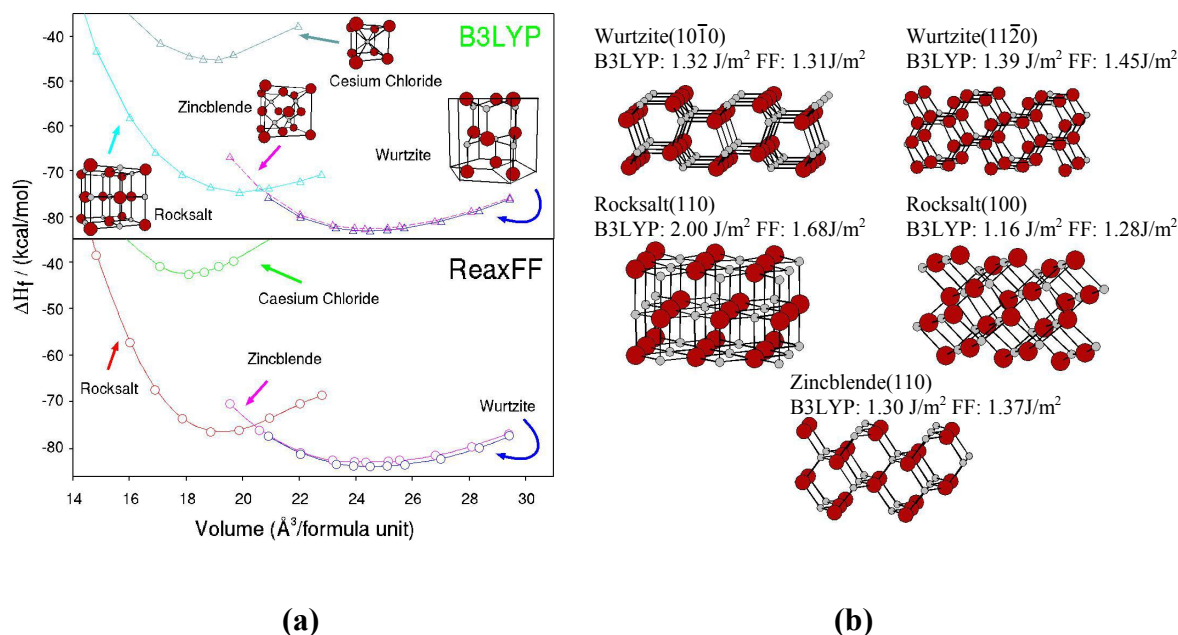 B3LYP
Cesium Chloride
Zincblende
Wurtzite
Rocksalt
-40
-50
-60
-70
-80
ReaxFF
Caesium Chloride
Zincblende
Rocksalt
Wurtzite
-40
-50
-60
-70
-80
ΔHf / (kcal/mol)
14 16 18 20 22 24 26 28 30
Volume (Å³/formula unit)
(a)
Wurtzite(101̅0)
B3LYP: 1.32 J/m² FF: 1.31J/m²
Wurtzite(112̅0)
B3LYP: 1.39 J/m² FF: 1.45J/m²
Rocksalt(110)
B3LYP: 2.00 J/m² FF: 1.68J/m²
Rocksalt(100)
B3LYP: 1.16 J/m² FF: 1.28J/m²
Zincblende(110)
B3LYP: 1.30 J/m² FF: 1.37J/m²
(b)